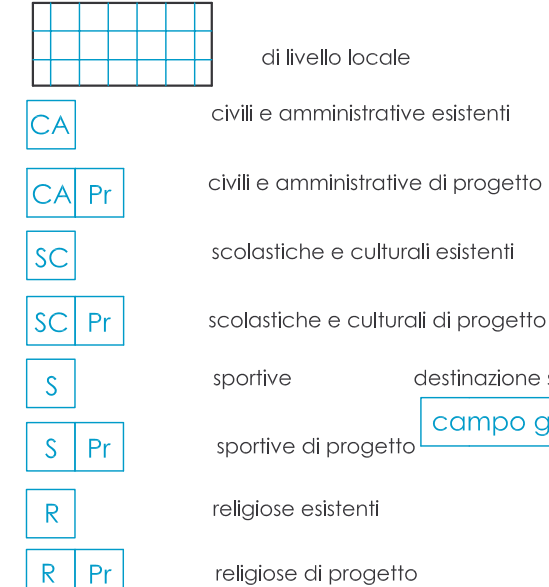 di livello locale
CA civili e amministrative esistenti
CA Pr civili e amministrative di progetto
SC scolastiche e culturali esistenti
SC Pr scolastiche e culturali di progetto
S sportive destinazione s
S Pr sportive di progetto campo g
R religiose esistenti
R Pr religiose di progetto